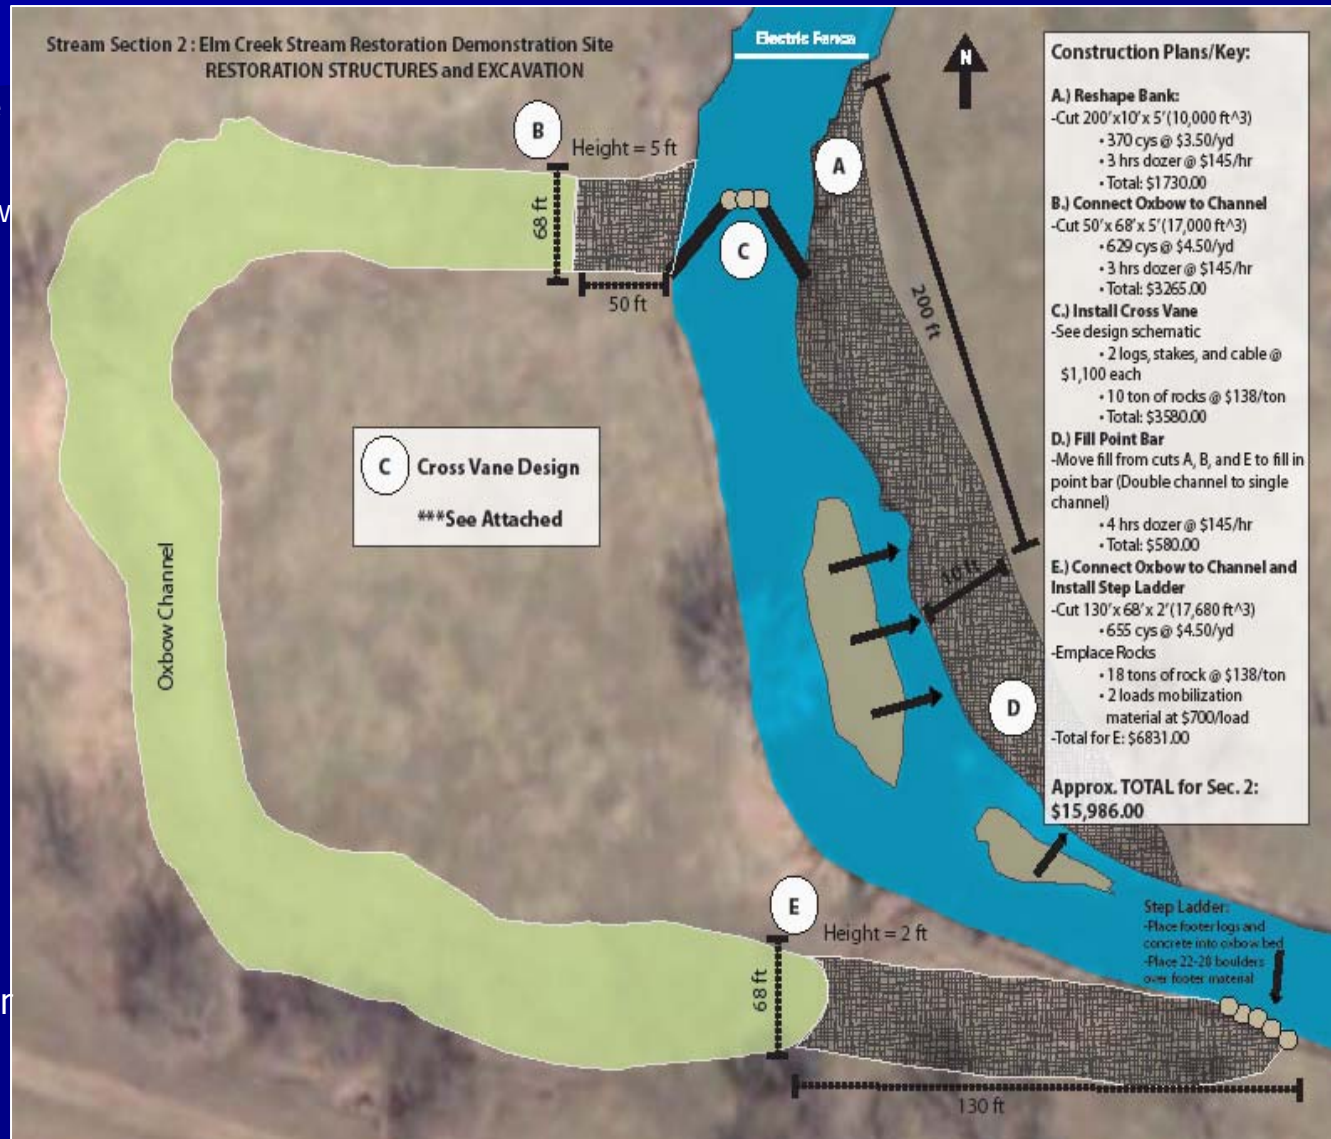 Stream Section 2 : Elm Creek Stream Restoration Demonstration Site
RESTORATION STRUCTURES and EXCAVATION
Electric Fence
N
B
Height = 5 ft
68 ft
50 ft
A
C
200 ft
10 ft
C Cross Vane Design
***See Attached
Oxbow Channel
D
E
Height = 2 ft
68 ft
130 ft
Step Ladder:
-Place footer logs and
concrete into oxbow bed
-Place 22-28 boulders
over footer material
Construction Plans/Key:
A.) Reshape Bank:
-Cut 200'x10'x 5'(10,000 ft^3)
• 370 cys @ $3.50/yd
• 3 hrs dozer @ $145/hr
• Total: $1730.00
B.) Connect Oxbow to Channel
-Cut 50'x 68'x 5'(17,000 ft^3)
• 629 cys @ $4.50/yd
• 3 hrs dozer @ $145/hr
• Total: $3265.00
C.) Install Cross Vane
-See design schematic
• 2 logs, stakes, and cable @
$1,100 each
• 10 ton of rocks @ $138/ton
• Total: $3580.00
D.) Fill Point Bar
-Move fill from cuts A, B, and E to fill in
point bar (Double channel to single
channel)
• 4 hrs dozer @ $145/hr
• Total: $580.00
E.) Connect Oxbow to Channel and
Install Step Ladder
-Cut 130'x 68'x 2'(17,680 ft^3)
• 655 cys @ $4.50/yd
-Emplace Rocks
• 18 tons of rock @ $138/ton
• 2 loads mobilization
material at $700/load
-Total for E: $6831.00
Approx. TOTAL for Sec. 2:
$15,986.00